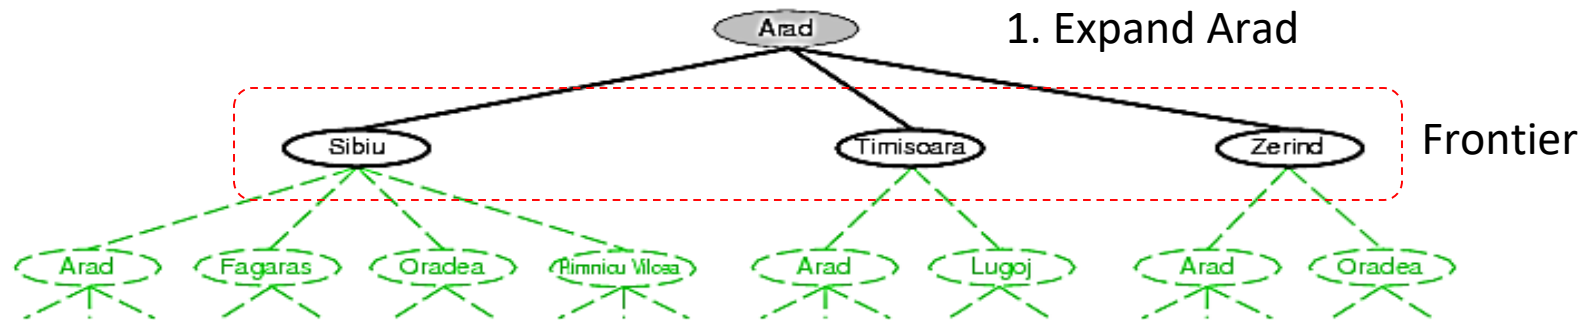 Arad
1. Expand Arad
Sibiu
Timisoara
Zerind
Frontier
Arad
Fagaras
Oradea
Rimnicu Vilcea
Arad
Lugoj
Arad
Oradea